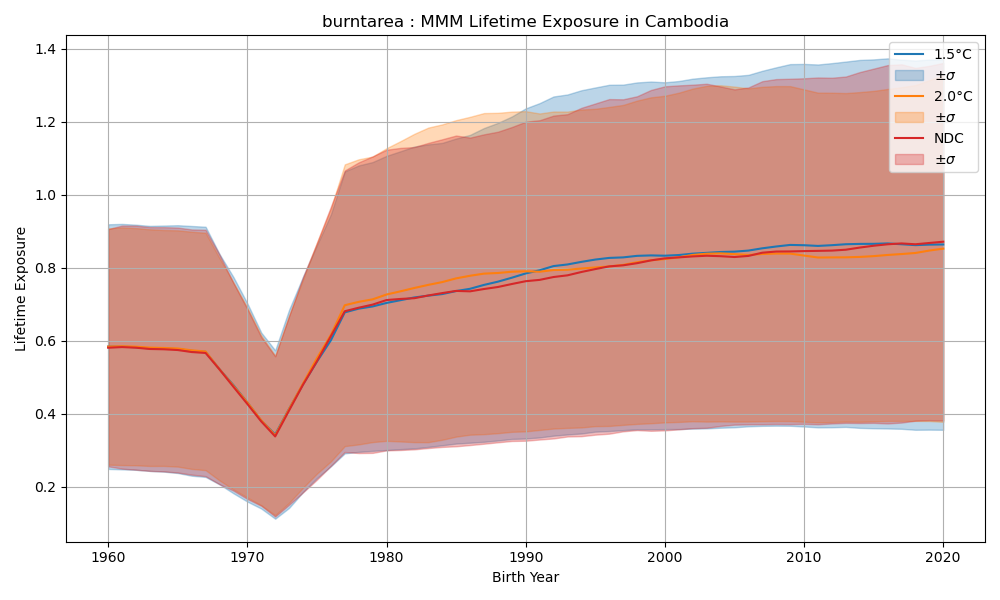 burntarea : MMM Lifetime Exposure in Cambodia
1.4
1.2
1.0
0.8
0.6
0.4
0.2
Lifetime Exposure
1.5°C
±σ
2.0°C
±σ
NDC
±σ
1960
1970
1980
1990
2000
2010
2020
Birth Year